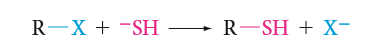 R—X + ⁻SH ⟶ R—SH + X⁻